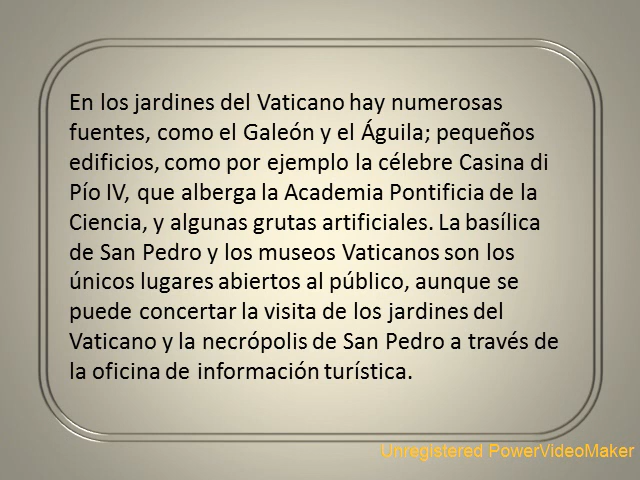 En los jardines del Vaticano hay numerosas
fuentes, como el Galeón y el Águila; pequeños
edificios, como por ejemplo la célebre Casina di
Pío IV, que alberga la Academia Pontificia de la
Ciencia, y algunas grutas artificiales. La basílica
de San Pedro y los museos Vaticanos son los
únicos lugares abiertos al público, aunque se
puede concertar la visita de los jardines del
Vaticano y la necrópolis de San Pedro a través de
la oficina de información turística.
Unregistered PowerVideoMaker